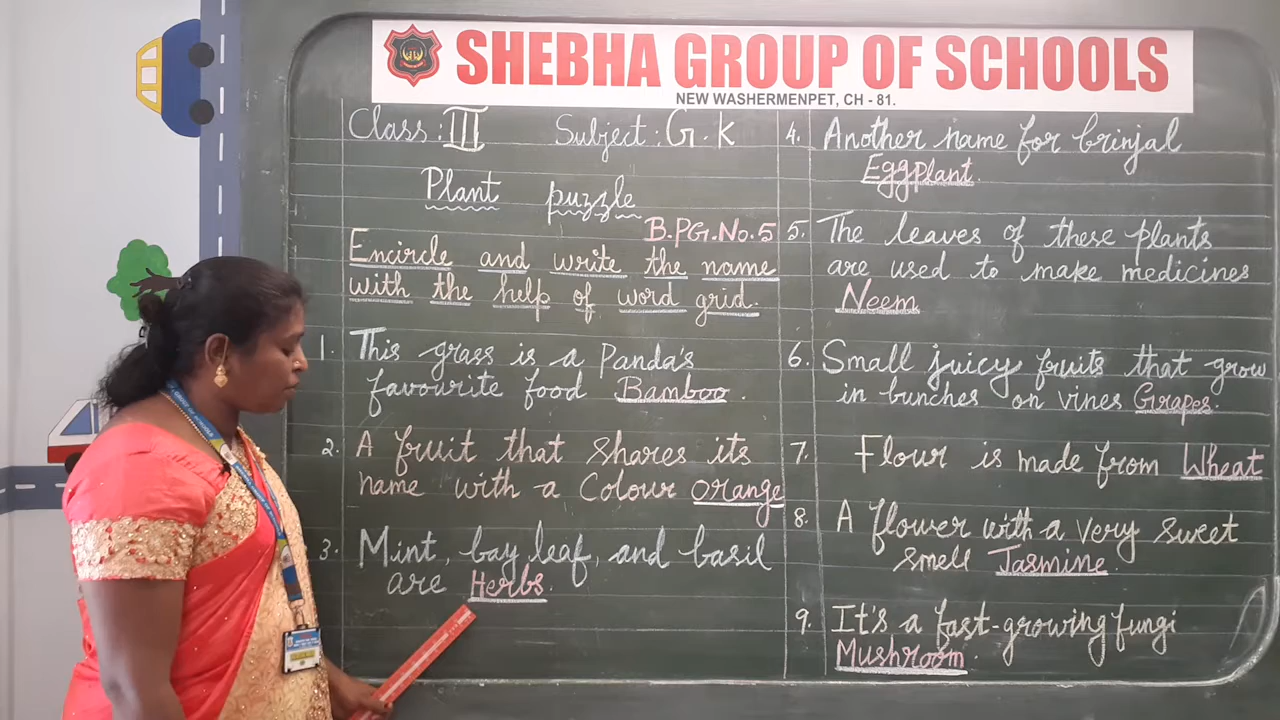 SHEBHA GROUP OF SCHOOLS
NEW WASHERMENPET, CH - 81.
Class : III Subject : G.K
Plant puzzle
B.PG.No.5
Encircle and write the name
with the help of word grid.
1. This grass is a Panda's
favourite food Bamboo.
2. A fruit that shares its
name with a Colour orange
3. Mint, bay leaf, and basil
are Herbs.
4. Another name for brinjal
Eggplant.
5. The leaves of these plants
are used to make medicines
Neem
6. Small juicy fruits that grow
in bunches on vines Grapes.
7. Flour is made from Wheat
8. A flower with a very sweet
smell Jasmine.
9. It's a fast-growing fungi
Mushroom.